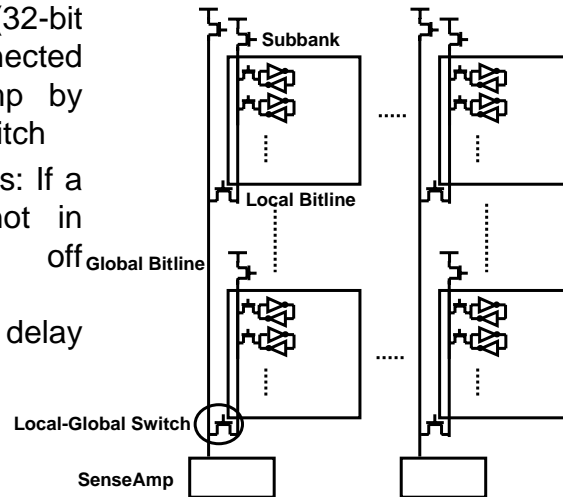 (32-bit
nected
np by
itch
s: If a
not in
off
delay
Subbank
Local Bitline
Global Bitline
Local-Global Switch
SenseAmp